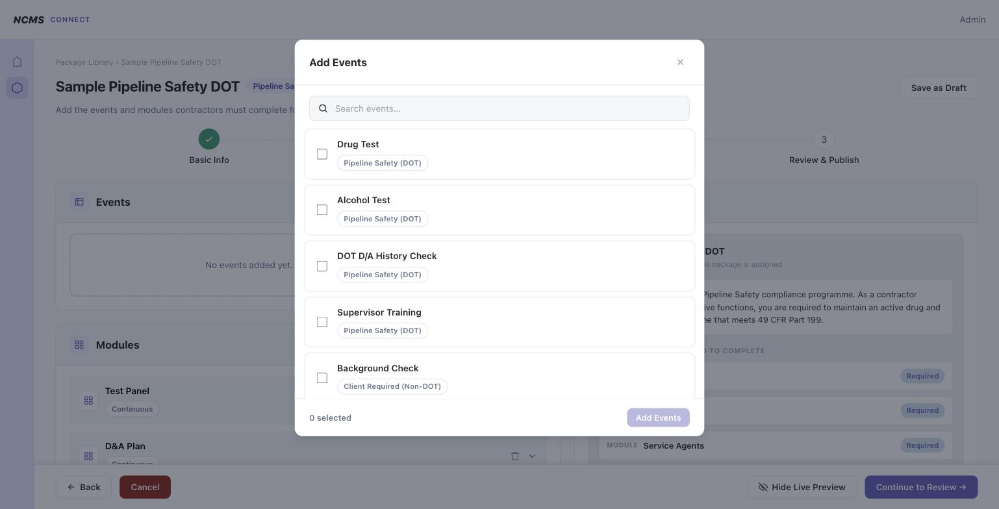 NCMS CONNECT
Admin
Package Library › Sample Pipeline Safety DOT
Sample Pipeline Safety DOT
Pipeline Sa
Save as Draft
Add the events and modules contractors must complete fo
Basic Info
3
Review & Publish
Events
No events added yet.
Modules
Test Panel
Continuous
D&A Plan
Continuous
Add Events
Search events...
Drug Test
Pipeline Safety (DOT)
Alcohol Test
Pipeline Safety (DOT)
DOT D/A History Check
Pipeline Safety (DOT)
Supervisor Training
Pipeline Safety (DOT)
Background Check
Client Required (Non-DOT)
0 selected
Add Events
DOT
is package is assigned
Pipeline Safety compliance programme. As a contractor
ive functions, you are required to maintain an active drug and
ne that meets 49 CFR Part 199.
TO COMPLETE
Required
Required
MODULE Service Agents
Required
Back
Cancel
Hide Live Preview
Continue to Review →